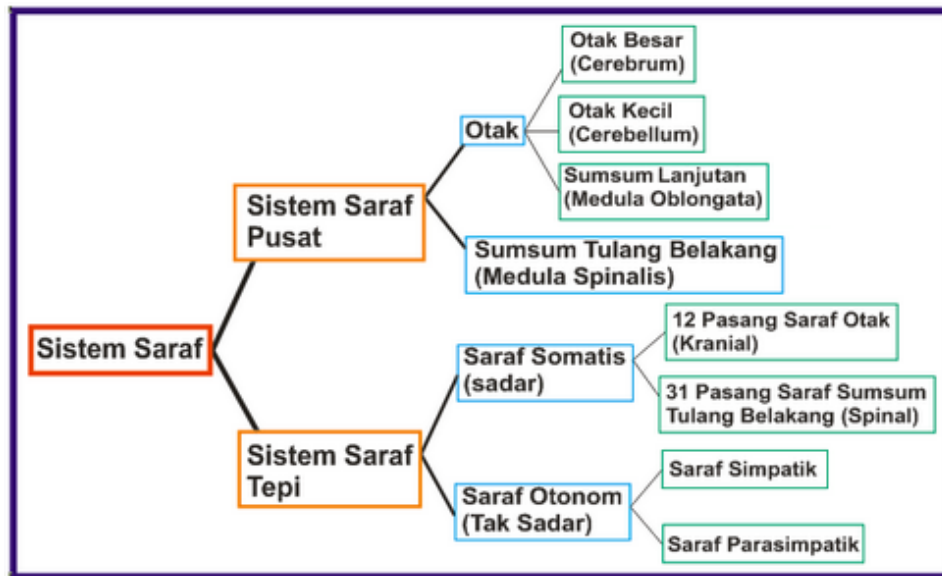 Sistem Saraf
Sistem Saraf
Pusat
Otak
Otak Besar
(Cerebrum)
Otak Kecil
(Cerebellum)
Sumsum Lanjutan
(Medula Oblongata)
Sumsum Tulang Belakang
(Medula Spinalis)
Sistem Saraf
Tepi
Saraf Somatis
(sadar)
12 Pasang Saraf Otak
(Kranial)
31 Pasang Saraf Sumsum
Tulang Belakang (Spinal)
Saraf Otonom
(Tak Sadar)
Saraf Simpatik
Saraf Parasimpatik